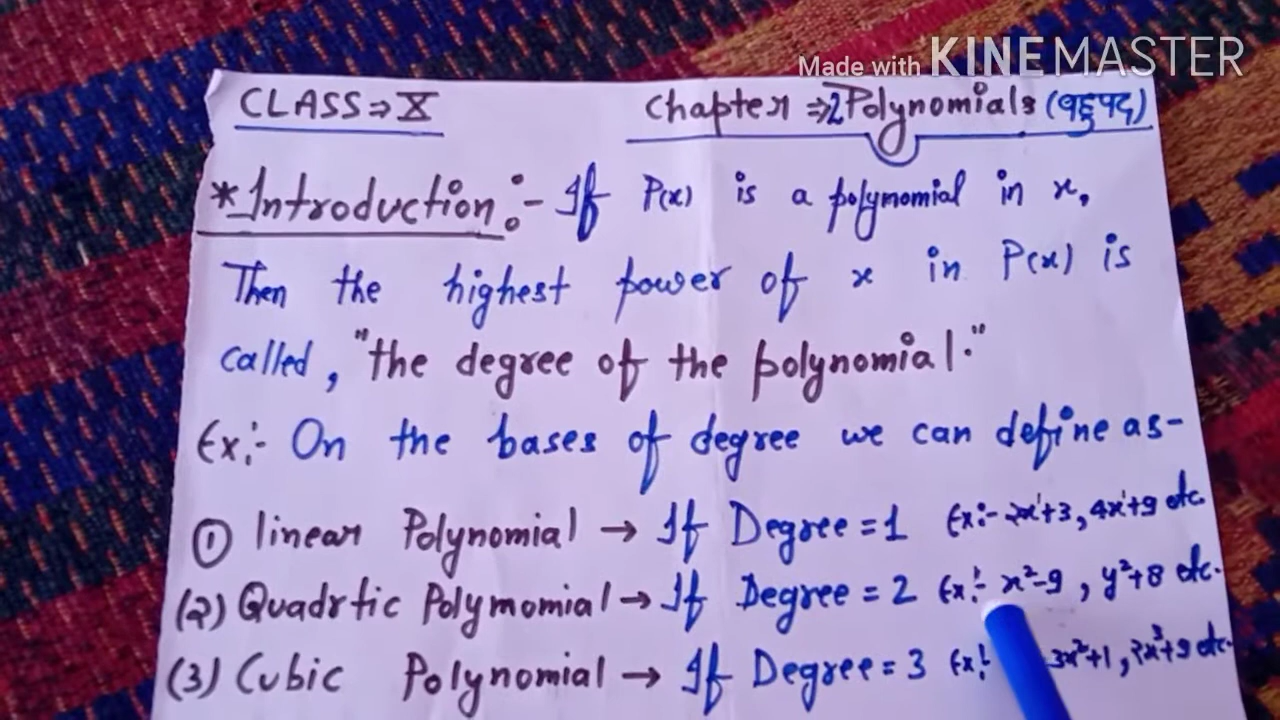 Made with KINEMASTER
CLASS⇒X Chapter ⇒2 Polynomials (बहुपद)
*Introduction:- If P(x) is a polynomial in x.
Then the highest power of x in P(x) is
called, "the degree of the polynomial."
Ex:- On the bases of degree we can define as-
① linear Polynomial → If Degree = 1 Ex:- 2x¹+3, 4x¹+9 etc.
(2) Quadrtic Polymomial → If Degree = 2 Ex:- x²-9, y²+8 etc.
(3) Cubic Polynomial → If Degree = 3 Ex:- 3x²+1, 2x³+9 etc.